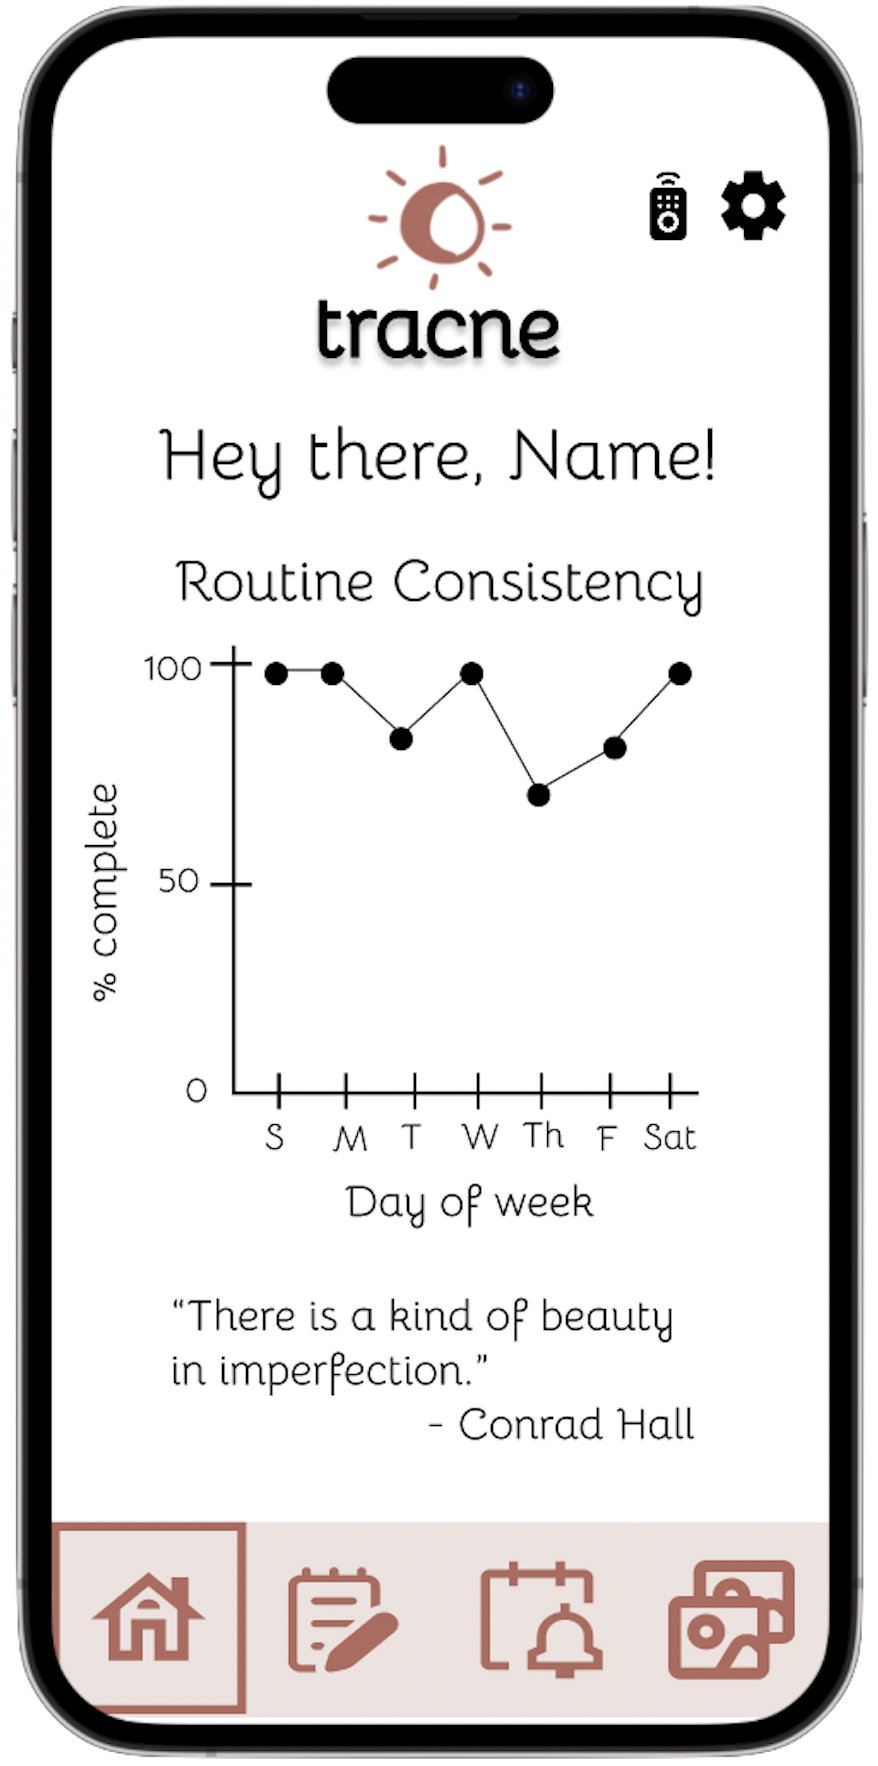 tracne
Hey there, Name!
Routine Consistency
100
50
0
% complete
S M T W Th F Sat
Day of week
“There is a kind of beauty
in imperfection.”
- Conrad Hall